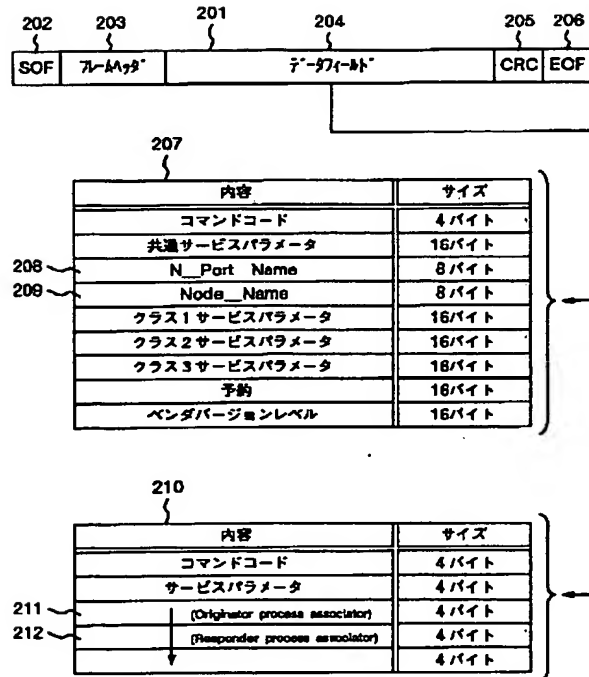 202 203 201 204 205 206
SOF ﾌﾚｰﾑﾍｯﾀﾞ ﾃﾞｰﾀﾌｨｰﾙﾄﾞ CRC EOF
207
内容 サイズ
コマンドコード 4バイト
共通サービスパラメータ 16バイト
208 N__Port Name 8バイト
209 Node__Name 8バイト
クラス1サービスパラメータ 16バイト
クラス2サービスパラメータ 16バイト
クラス3サービスパラメータ 16バイト
予約 16バイト
ベンダバージョンレベル 16バイト
210
内容 サイズ
コマンドコード 4バイト
サービスパラメータ 4バイト
211 (Originator process associator) 4バイト
212 (Responder process associator) 4バイト
4バイト